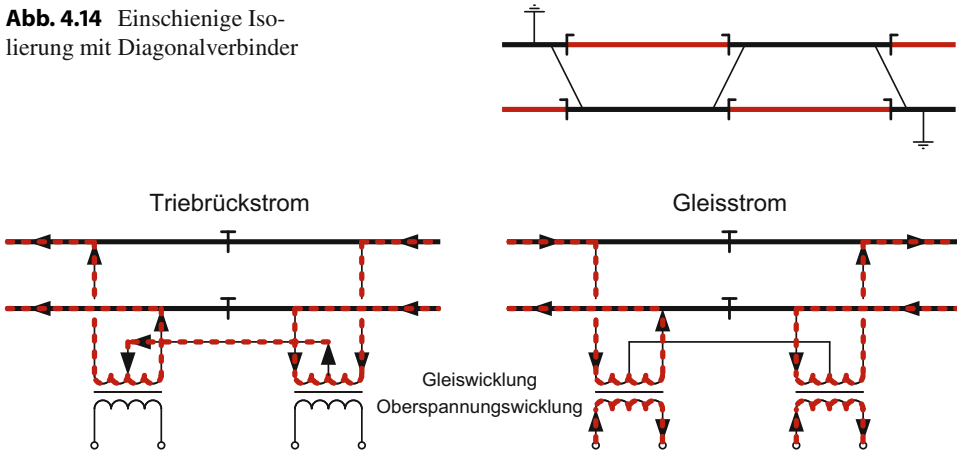 Abb. 4.14 Einschienige Iso-
lierung mit Diagonalverbinder
Triebrückstrom
Gleisstrom
Gleiswicklung
Oberspannungswicklung